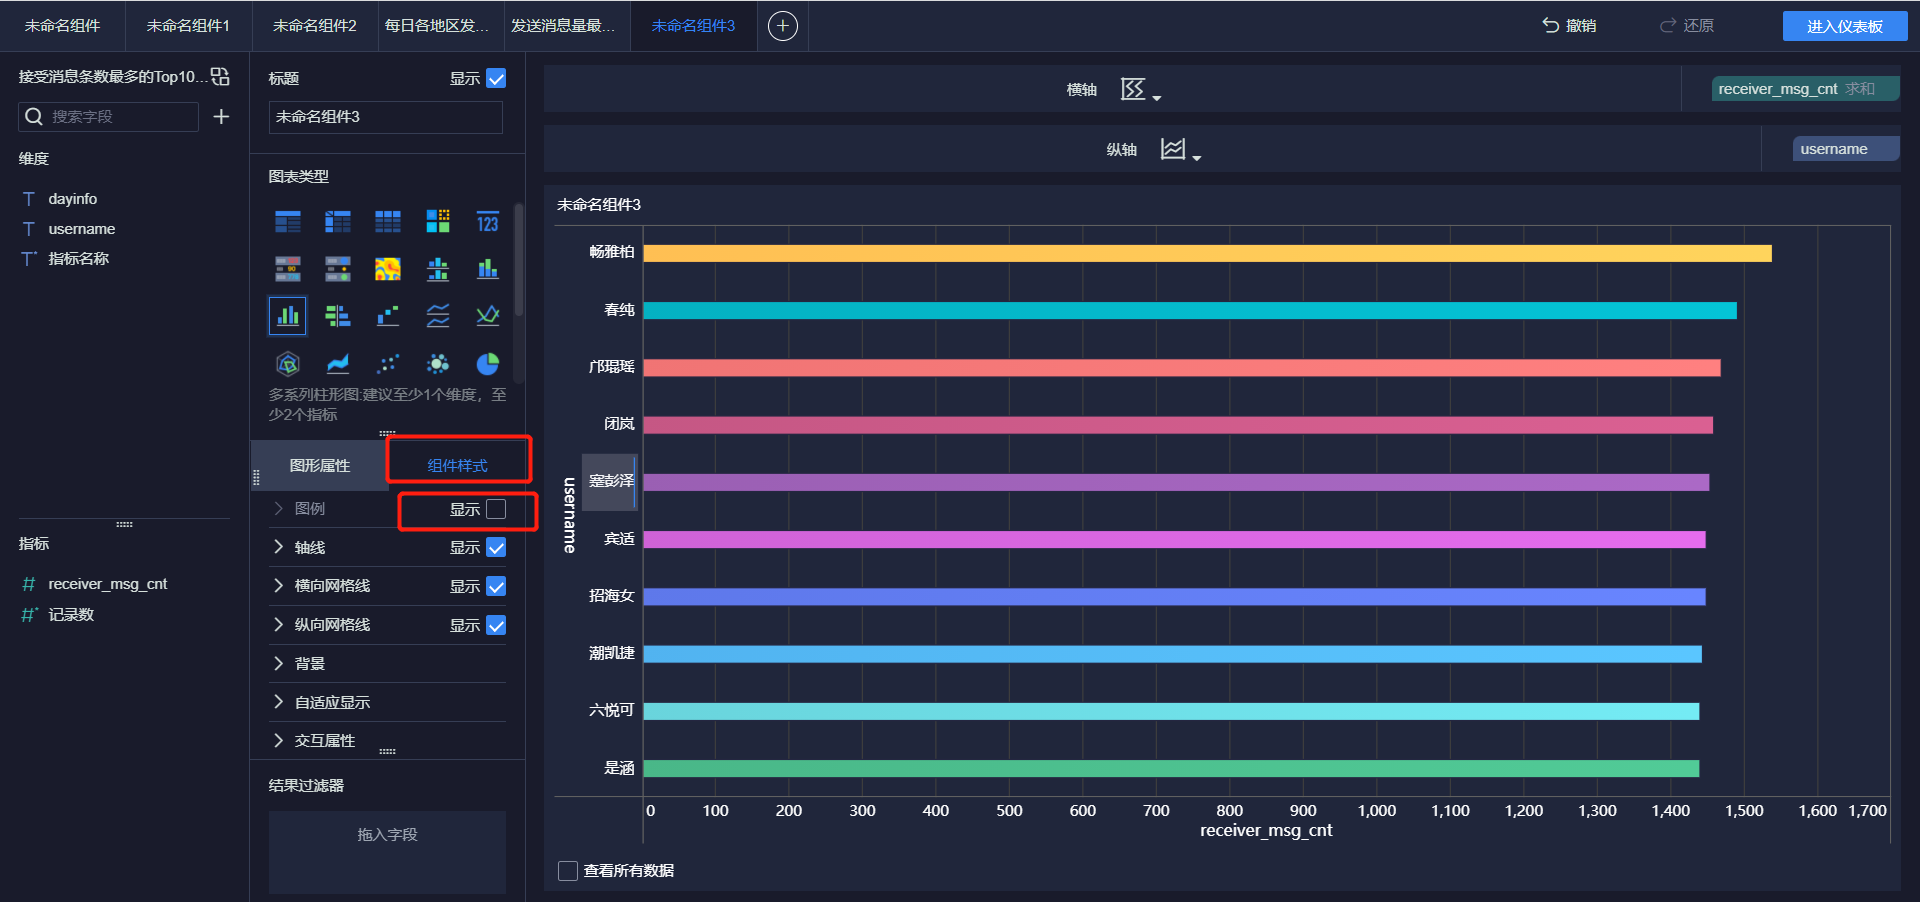 未命名组件
未命名组件1
未命名组件2
每日各地区发...
发送消息量最...
未命名组件3
撤销
还原
进入仪表板
接受消息条数最多的Top10...
搜索字段
维度
T dayinfo
T username
T* 指标名称
指标
# receiver_msg_cnt
#* 记录数
标题
显示
未命名组件3
图表类型
123
90
多系列柱形图:建议至少1个维度，至
少2个指标
图形属性
组件样式
图例 显示
轴线 显示
横向网格线 显示
纵向网格线 显示
背景
自适应显示
交互属性
结果过滤器
拖入字段
横轴
receiver_msg_cnt 求和
纵轴
username
未命名组件3
畅雅柏
春纯
邝琨瑶
闭岚
蹇彭泽
宾适
招海女
潮凯捷
六悦可
是涵
username
0 100 200 300 400 500 600 700 800 900 1,000 1,100 1,200 1,300 1,400 1,500 1,600 1,700
receiver_msg_cnt
查看所有数据